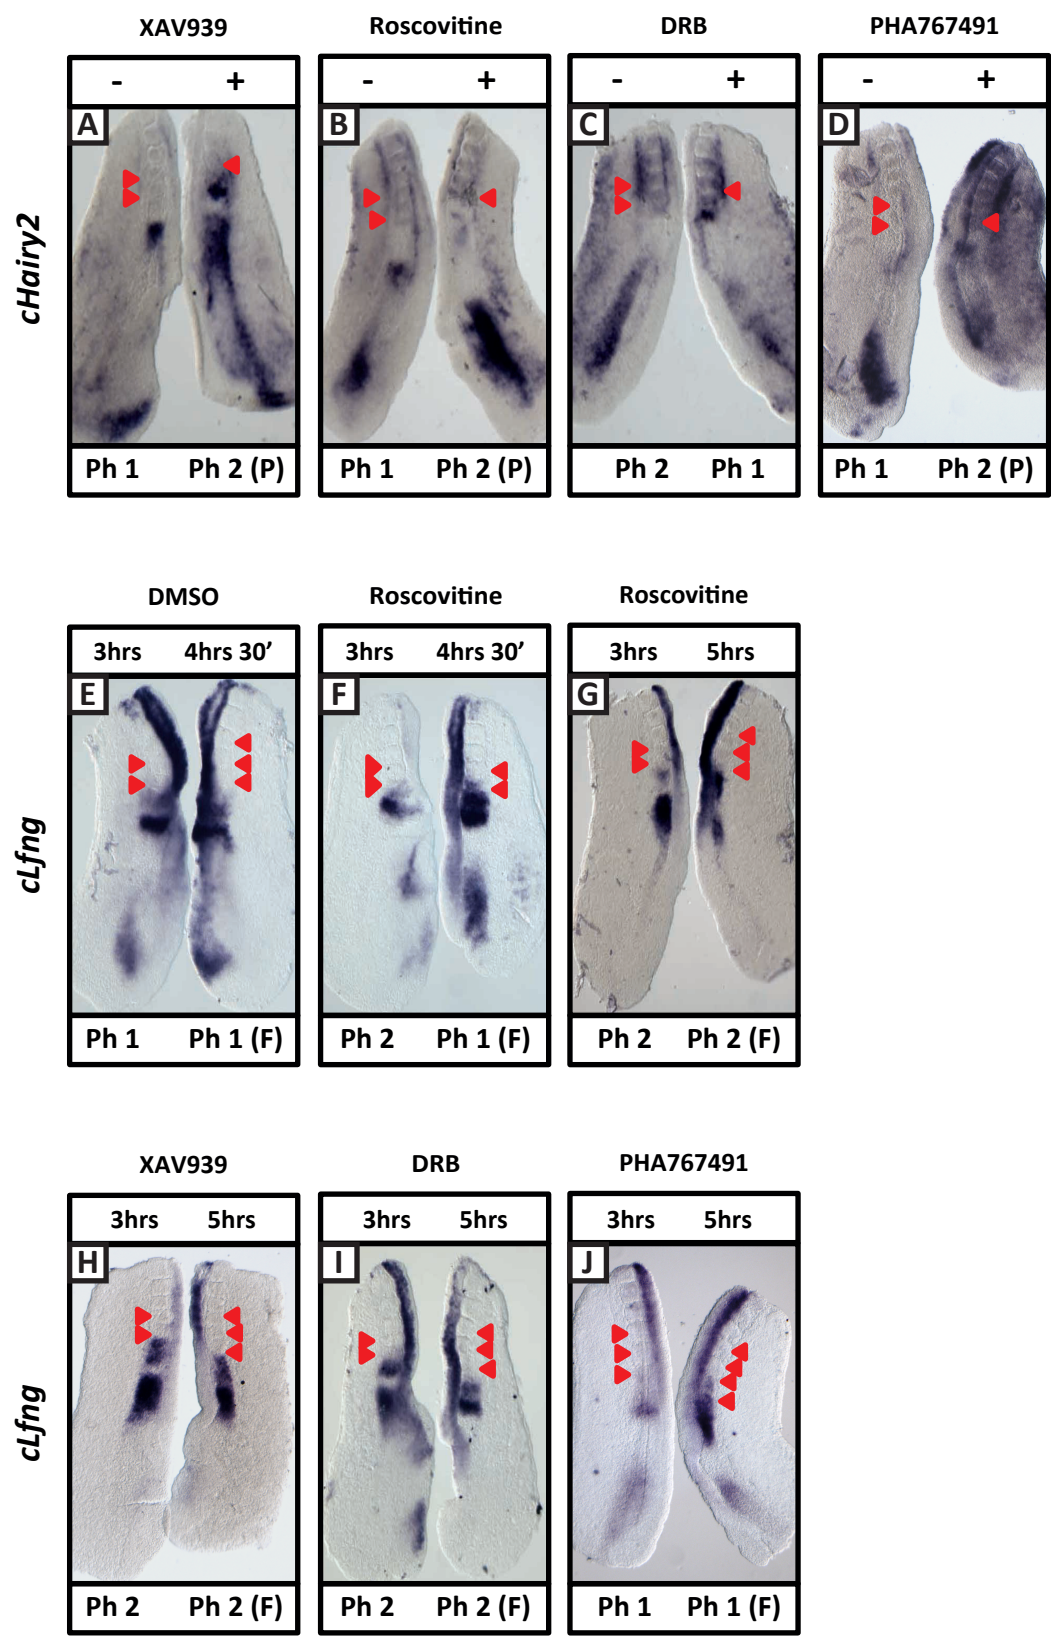 XAV939 Roscovitine DRB PHA767491
- + - + - + - +
A B C D
cHairy2
Ph 1 Ph 2 (P) Ph 1 Ph 2 (P) Ph 2 Ph 1 Ph 1 Ph 2 (P)
DMSO Roscovitine Roscovitine
3hrs 4hrs 30’ 3hrs 4hrs 30’ 3hrs 5hrs
E F G
cLfng
Ph 1 Ph 1 (F) Ph 2 Ph 1 (F) Ph 2 Ph 2 (F)
XAV939 DRB PHA767491
3hrs 5hrs 3hrs 5hrs 3hrs 5hrs
H I J
cLfng
Ph 2 Ph 2 (F) Ph 2 Ph 2 (F) Ph 1 Ph 1 (F)